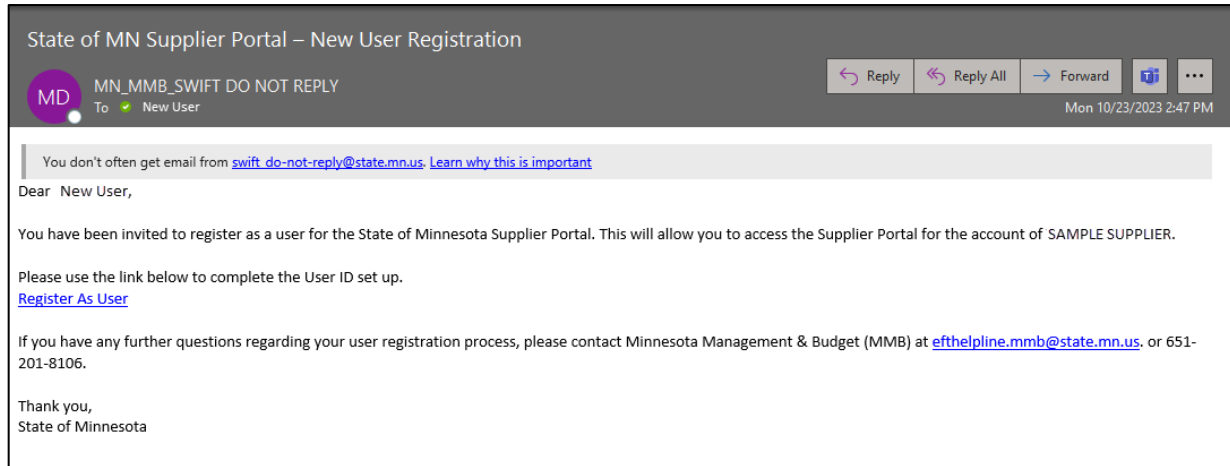 State of MN Supplier Portal – New User Registration
MD
MN_MMB_SWIFT DO NOT REPLY
To New User
Reply
Reply All
Forward
Mon 10/23/2023 2:47 PM
You don't often get email from swift_do-not-reply@state.mn.us. Learn why this is important
Dear New User,
You have been invited to register as a user for the State of Minnesota Supplier Portal. This will allow you to access the Supplier Portal for the account of SAMPLE SUPPLIER.
Please use the link below to complete the User ID set up.
Register As User
If you have any further questions regarding your user registration process, please contact Minnesota Management & Budget (MMB) at efthelpline.mmb@state.mn.us. or 651-
201-8106.
Thank you,
State of Minnesota